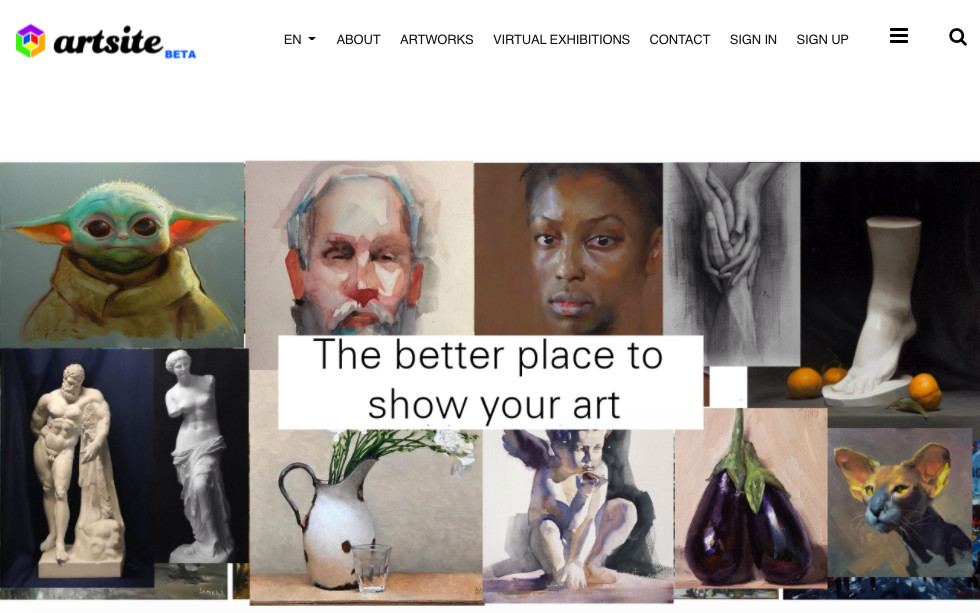 artsite BETA
EN ABOUT ARTWORKS VIRTUAL EXHIBITIONS CONTACT SIGN IN SIGN UP
The better place to
show your art